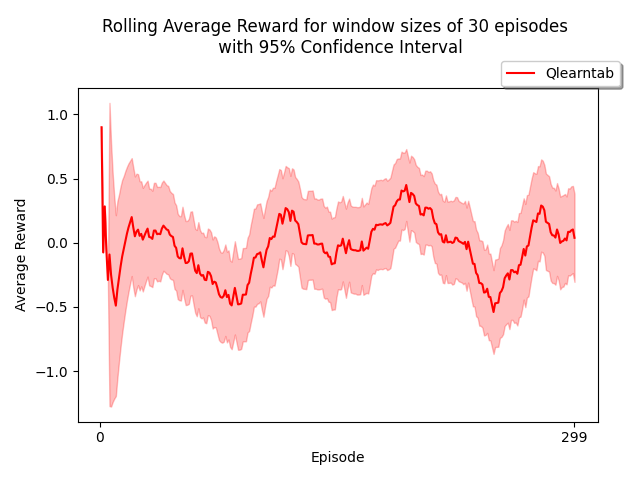 Rolling Average Reward for window sizes of 30 episodes
with 95% Confidence Interval
Qlearntab
1.0
0.5
0.0
−0.5
−1.0
Average Reward
0
299
Episode